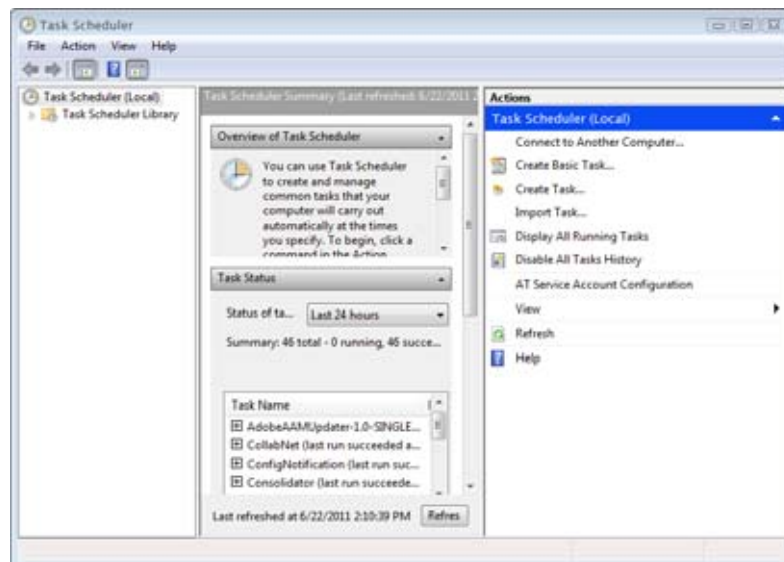 Task Scheduler
File Action View Help
Task Scheduler (Local)
Task Scheduler Library
Task Scheduler Summary (Last refreshed: 6/22/2011 2
Overview of Task Scheduler
You can use Task Scheduler
to create and manage
common tasks that your
computer will carry out
automatically at the times
you specify. To begin, click a
command in the Action
Task Status
Status of ta... Last 24 hours
Summary: 46 total - 0 running, 46 succe...
Task Name
AdobeAAMUpdater-1.0-SINGLE...
CollabNet (last run succeeded a...
ConfigNotification (last run suc...
Consolidator (last run succeede...
Last refreshed at 6/22/2011 2:10:39 PM Refres
Actions
Task Scheduler (Local)
Connect to Another Computer...
Create Basic Task...
Create Task...
Import Task...
Display All Running Tasks
Disable All Tasks History
AT Service Account Configuration
View
Refresh
Help